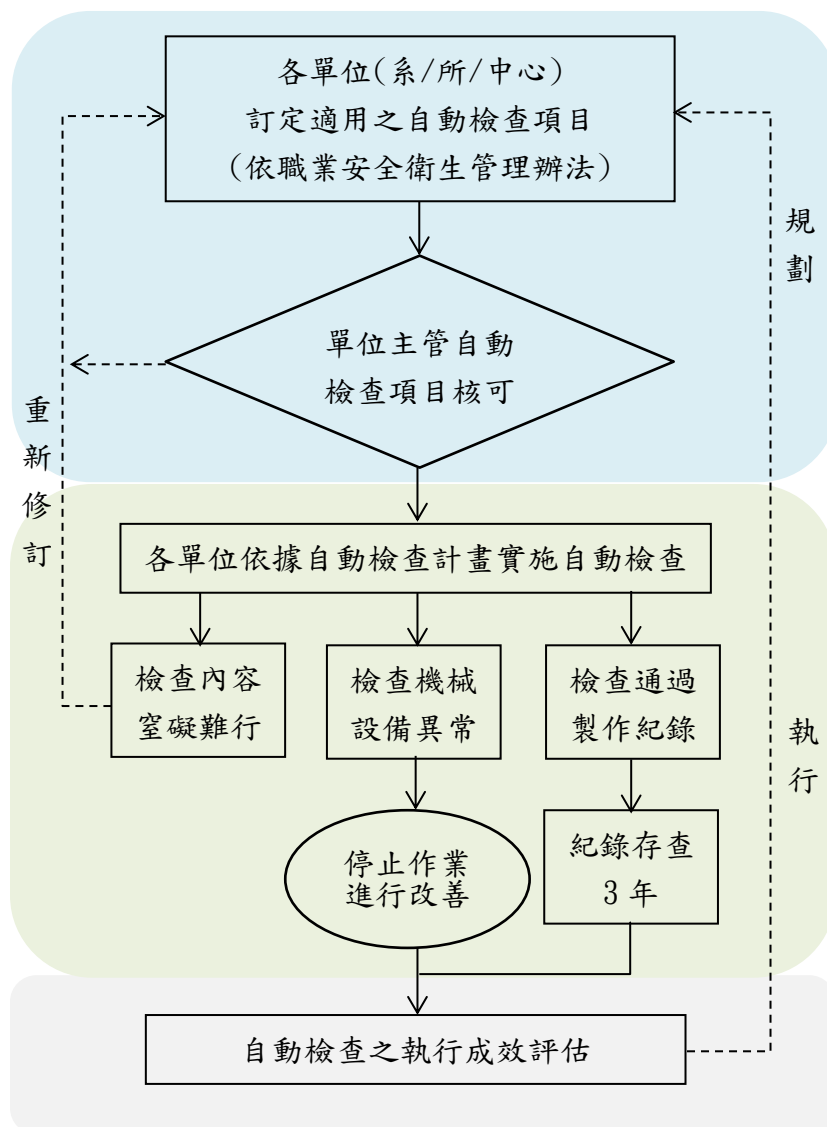 各單位(系/所/中心)
訂定適用之自動檢查項目
(依職業安全衛生管理辦法)
規劃
單位主管自動
檢查項目核可
重新修訂
各單位依據自動檢查計畫實施自動檢查
檢查內容
窒礙難行
檢查機械
設備異常
檢查通過
製作紀錄
執行
停止作業
進行改善
紀錄存查
3 年
自動檢查之執行成效評估